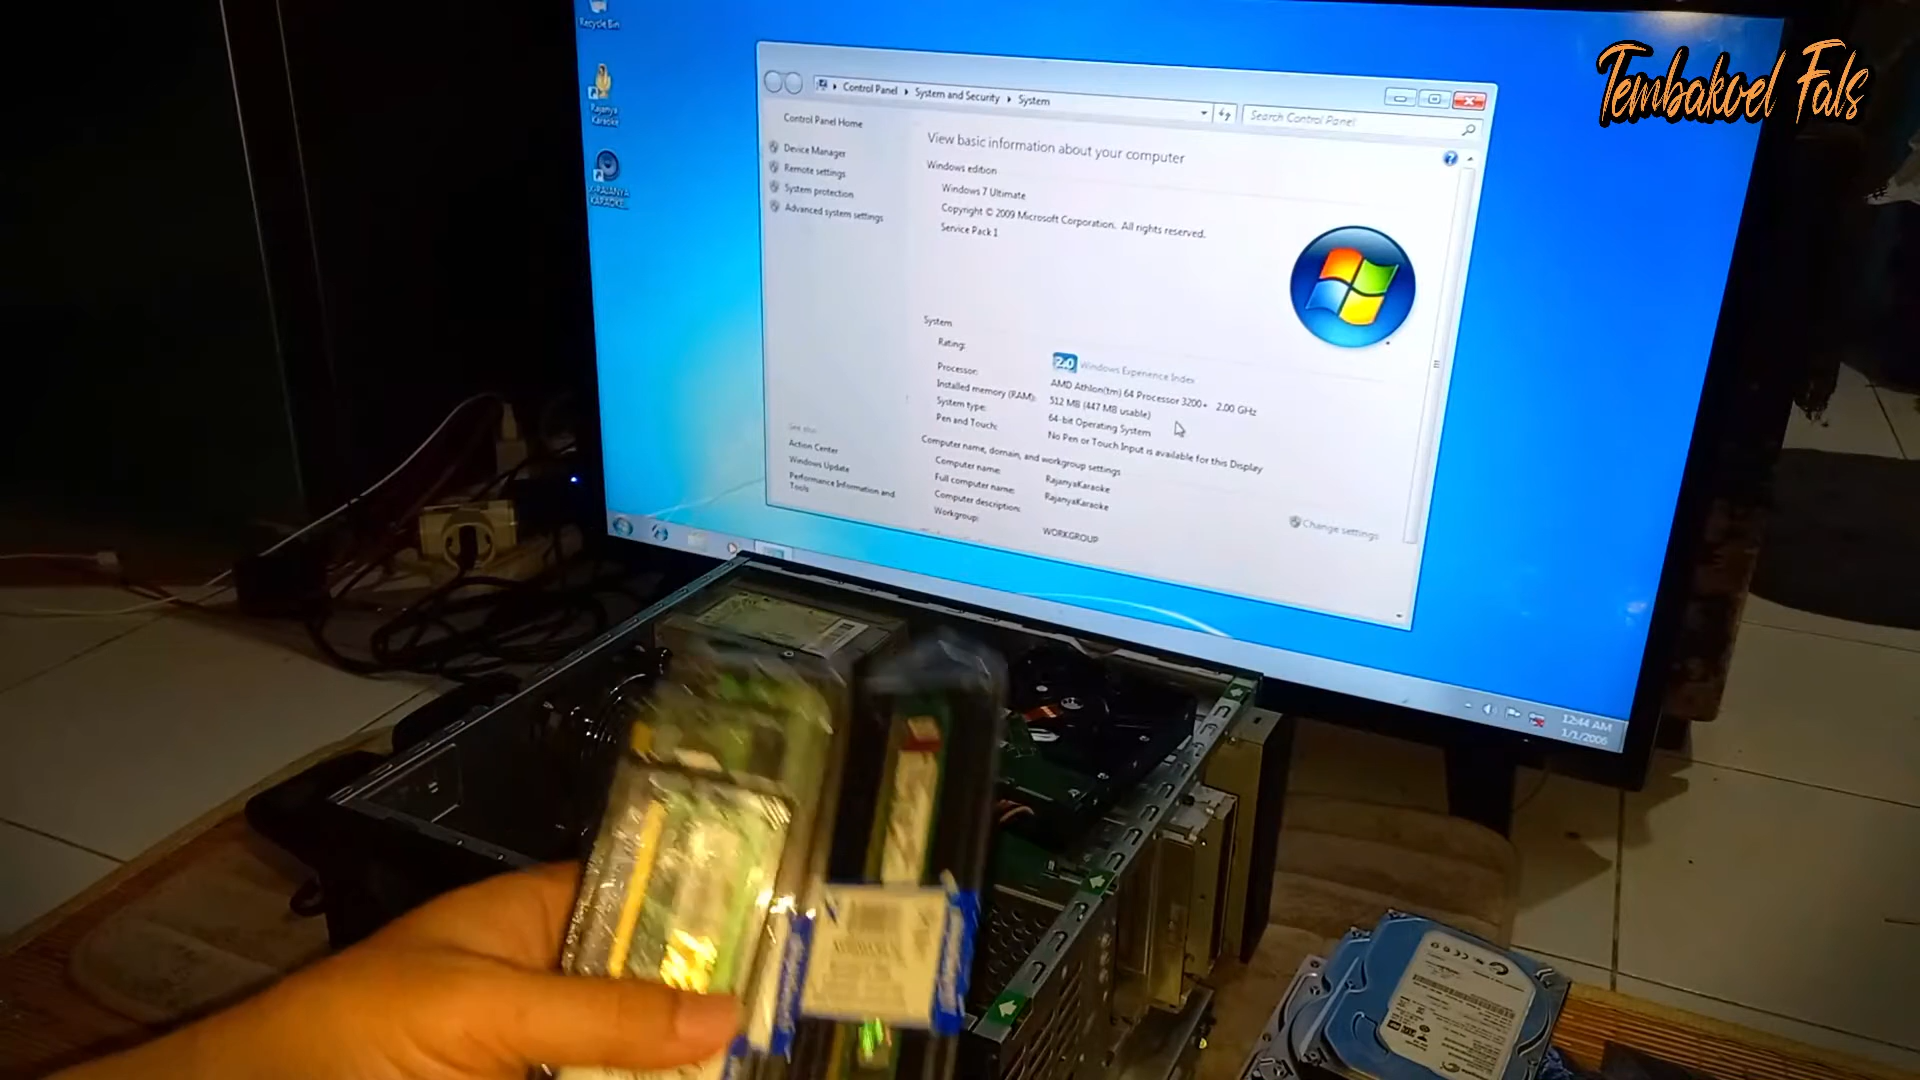 Tembakoel Fals
Recycle Bin
Rajanya
Karaoke
X-RAJANYA
KARAOKE
Control Panel
System and Security
System
Search Control Panel
Control Panel Home
Device Manager
Remote settings
System protection
Advanced system settings
See also
Action Center
Windows Update
Performance Information and
Tools
View basic information about your computer
Windows edition
Windows 7 Ultimate
Copyright © 2009 Microsoft Corporation. All rights reserved.
Service Pack 1
System
Rating:
2.0 Windows Experience Index
Processor:
AMD Athlon(tm) 64 Processor 3200+ 2.00 GHz
Installed memory (RAM):
512 MB (447 MB usable)
System type:
64-bit Operating System
Pen and Touch:
No Pen or Touch Input is available for this Display
Computer name, domain, and workgroup settings
Computer name:
RajanyaKaraoke
Full computer name:
RajanyaKaraoke
Computer description:
Workgroup:
WORKGROUP
Change settings
12:44 AM
1/1/2006